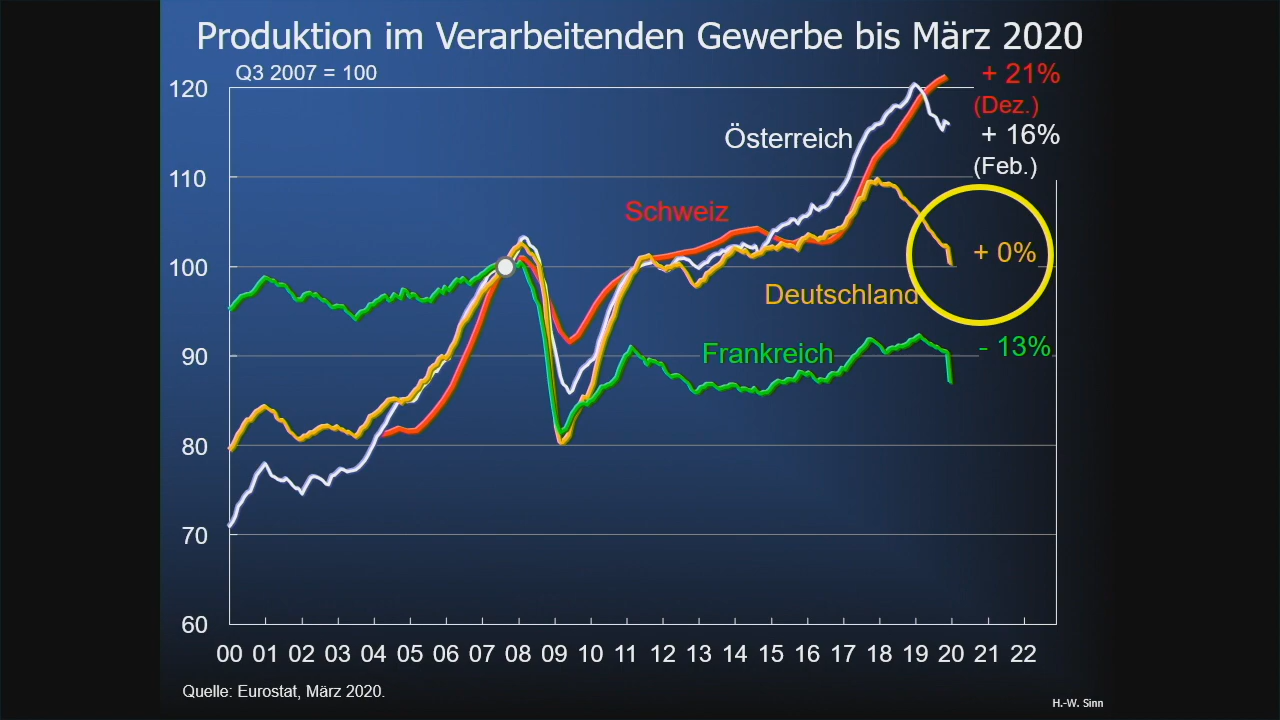 Produktion im Verarbeitenden Gewerbe bis März 2020
Q3 2007 = 100
+ 21%
(Dez.)
+ 16%
(Feb.)
Österreich
Schweiz
+ 0%
Deutschland
- 13%
Frankreich
120
110
100
90
80
70
60
00 01 02 03 04 05 06 07 08 09 10 11 12 13 14 15 16 17 18 19 20 21 22
Quelle: Eurostat, März 2020.
H.-W. Sinn